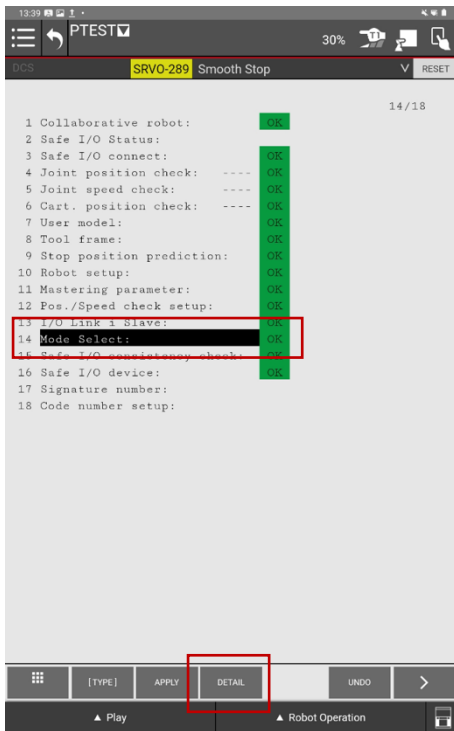 13:39
PTEST
30% T1
DCS SRVO-289 Smooth Stop RESET
14/18
1 Collaborative robot: OK
2 Safe I/O Status:
3 Safe I/O connect: OK
4 Joint position check: ---- OK
5 Joint speed check: ---- OK
6 Cart. position check: ---- OK
7 User model: OK
8 Tool frame: OK
9 Stop position prediction: OK
10 Robot setup: OK
11 Mastering parameter: OK
12 Pos./Speed check setup: OK
13 I/O Link i Slave: OK
14 Mode Select: OK
15 Safe I/O consistency check: OK
16 Safe I/O device: OK
17 Signature number:
18 Code number setup:
[TYPE] APPLY DETAIL UNDO >
▲ Play ▲ Robot Operation